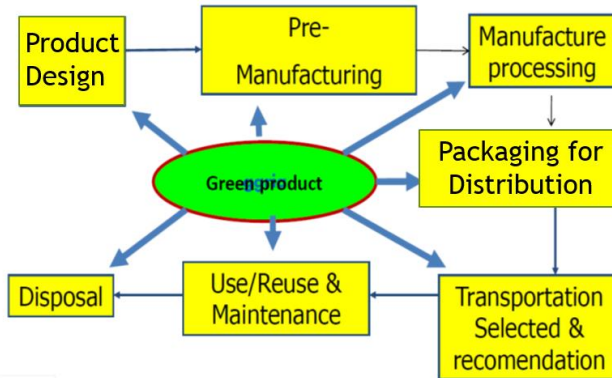 Product
Design
Pre-
Manufacturing
Manufacture
processing
Green product
Packaging for
Distribution
Disposal
Use/Reuse &
Maintenance
Transportation
Selected &
recomendation